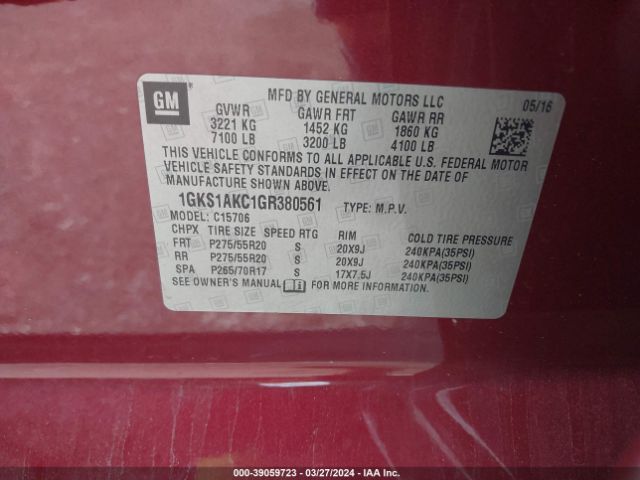 GM
MFD BY GENERAL MOTORS LLC 05/16
GVWR GAWR FRT GAWR RR
3221 KG 1452 KG 1860 KG
7100 LB 3200 LB 4100 LB
THIS VEHICLE CONFORMS TO ALL APPLICABLE U.S. FEDERAL MOTOR
VEHICLE SAFETY STANDARDS IN EFFECT ON THE DATE OF
MANUFACTURE SHOWN ABOVE.
1GKS1AKC1GR380561 TYPE: M.P.V.
MODEL: C15706
CHPX TIRE SIZE SPEED RTG RIM COLD TIRE PRESSURE
FRT P275/55R20 S 20X9J 240KPA(35PSI)
RR P275/55R20 S 20X9J 240KPA(35PSI)
SPA P265/70R17 S 17X7.5J 240KPA(35PSI)
SEE OWNER'S MANUAL FOR MORE INFORMATION.
000-39059723 - 03/27/2024 - IAA Inc.